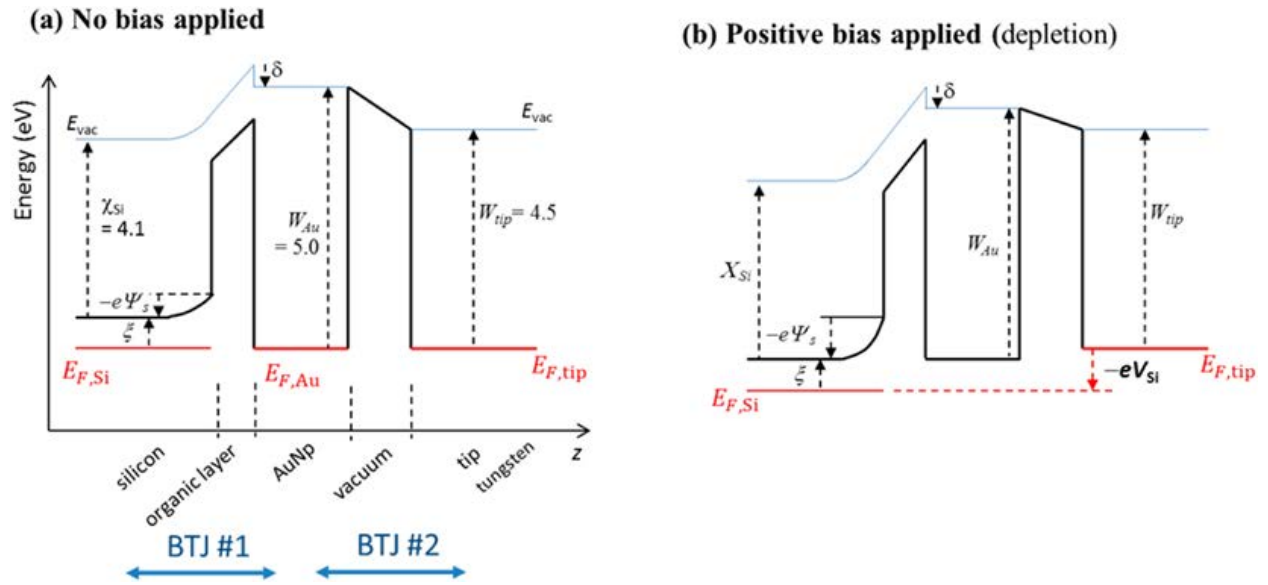 (a) No bias applied
Energy (eV)
E_vac
χ_Si
= 4.1
−eΨ_s
ξ
E_F,Si
δ
W_Au
= 5.0
E_F,Au
E_vac
W_tip= 4.5
E_F,tip
silicon
organic layer
AuNp
vacuum
tip
tungsten
z
BTJ #1
BTJ #2
(b) Positive bias applied (depletion)
δ
X_Si
−eΨ_s
ξ
E_F,Si
W_Au
W_tip
−eV_Si
E_F,tip